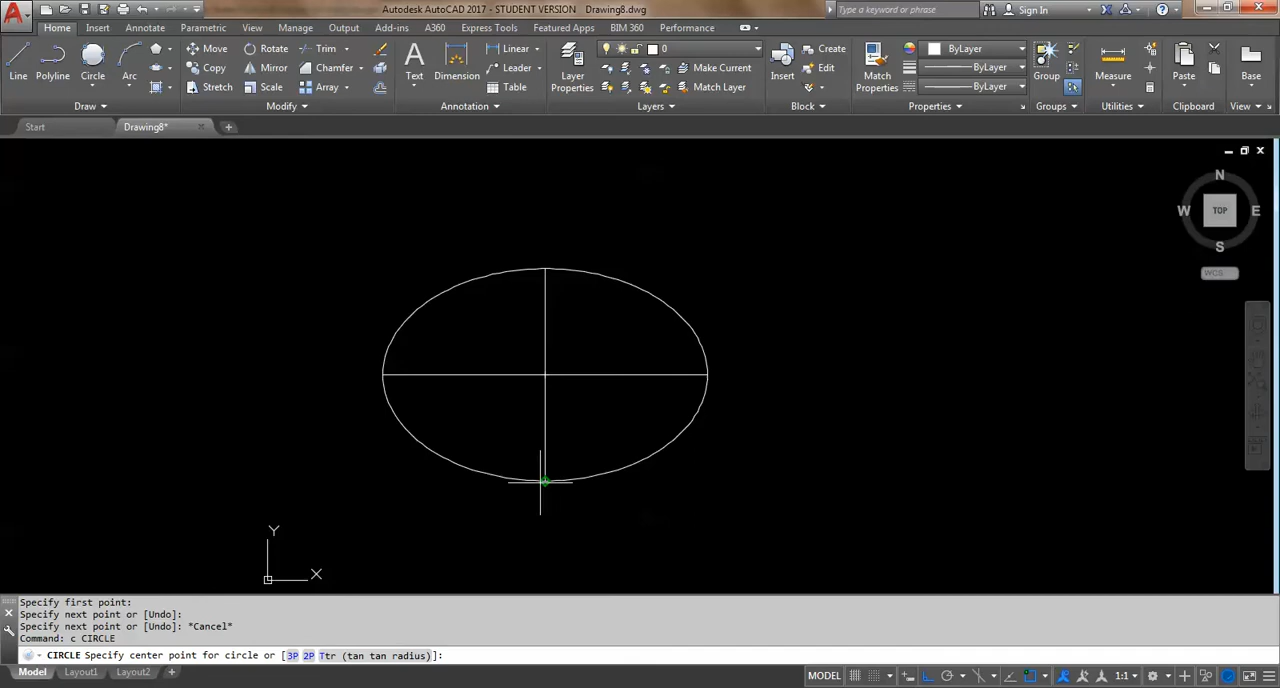 Autodesk AutoCAD 2017 - STUDENT VERSION Drawing8.dwg
Type a keyword or phrase
Sign In
Home Insert Annotate Parametric View Manage Output Add-ins A360 Express Tools Featured Apps BIM 360 Performance
Line Polyline Circle Arc
Move Rotate Trim
Copy Mirror Chamfer
Stretch Scale Array
Text Dimension
Linear
Leader
Table
Layer Properties
0
Make Current
Match Layer
Insert
Create
Edit
Match Properties
ByLayer
ByLayer
ByLayer
Group
Measure
Paste
Base
Draw Modify Annotation Layers Block Properties Groups Utilities Clipboard View
Start Drawing8*
N
W TOP E
S
WCS
Y
X
Specify first point:
Specify next point or [Undo]:
Specify next point or [Undo]: *Cancel*
Command: c CIRCLE
CIRCLE Specify center point for circle or [3P 2P Ttr (tan tan radius)]:
Model Layout1 Layout2 +
MODEL 1:1